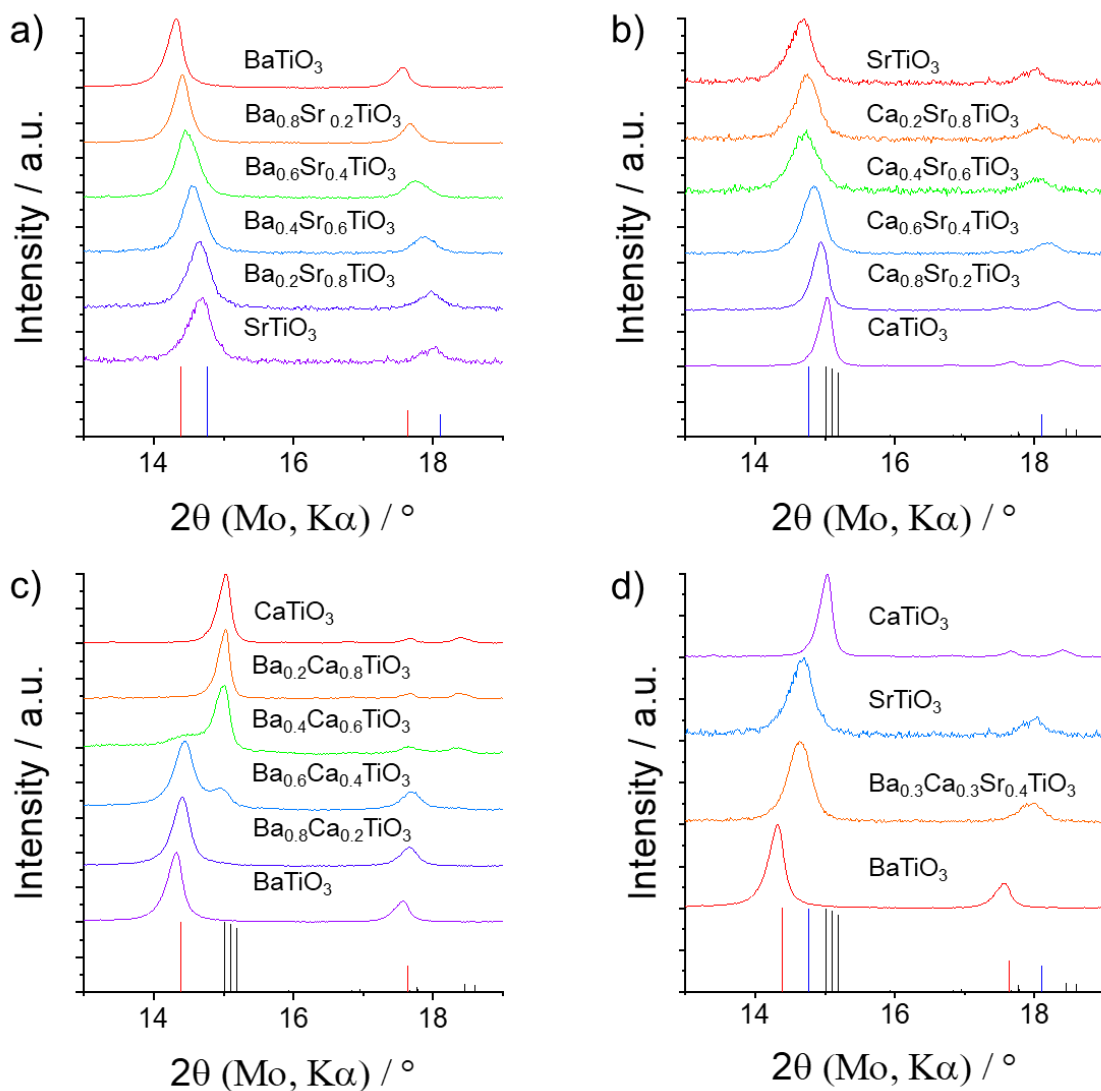 a)
Intensity / a.u.
BaTiO₃
Ba₀.₈Sr ₀.₂TiO₃
Ba₀.₆Sr₀.₄TiO₃
Ba₀.₄Sr₀.₆TiO₃
Ba₀.₂Sr₀.₈TiO₃
SrTiO₃
14 16 18
2θ (Mo, Kα) / °
b)
Intensity / a.u.
SrTiO₃
Ca₀.₂Sr₀.₈TiO₃
Ca₀.₄Sr₀.₆TiO₃
Ca₀.₆Sr₀.₄TiO₃
Ca₀.₈Sr₀.₂TiO₃
CaTiO₃
14 16 18
2θ (Mo, Kα) / °
c)
Intensity / a.u.
CaTiO₃
Ba₀.₂Ca₀.₈TiO₃
Ba₀.₄Ca₀.₆TiO₃
Ba₀.₆Ca₀.₄TiO₃
Ba₀.₈Ca₀.₂TiO₃
BaTiO₃
14 16 18
2θ (Mo, Kα) / °
d)
Intensity / a.u.
CaTiO₃
SrTiO₃
Ba₀.₃Ca₀.₃Sr₀.₄TiO₃
BaTiO₃
14 16 18
2θ (Mo, Kα) / °